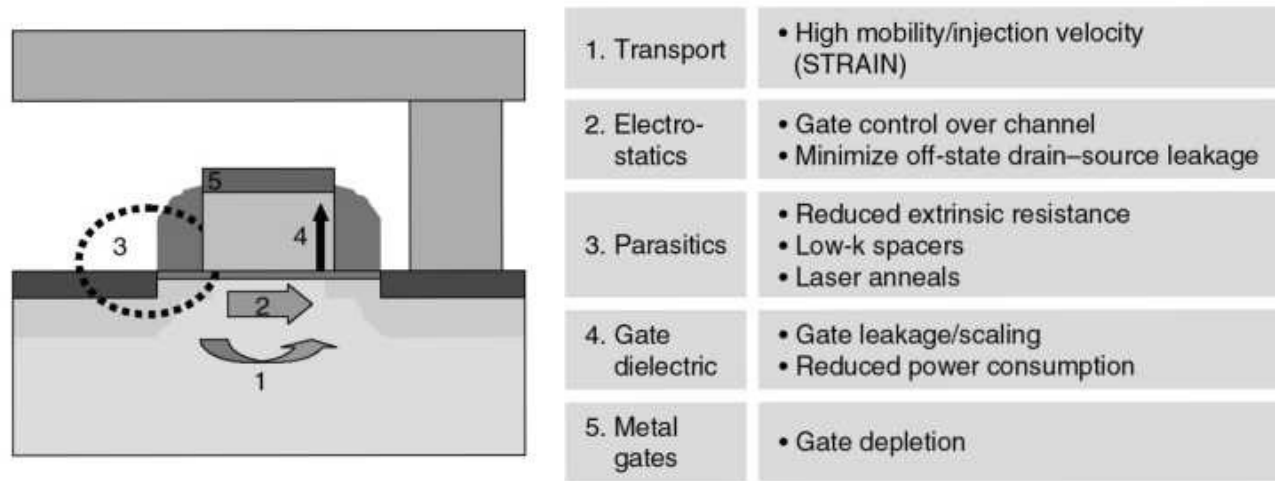 5
3
4
2
1
1. Transport
• High mobility/injection velocity
(STRAIN)
2. Electro-
statics
• Gate control over channel
• Minimize off-state drain–source leakage
3. Parasitics
• Reduced extrinsic resistance
• Low-k spacers
• Laser anneals
4. Gate
dielectric
• Gate leakage/scaling
• Reduced power consumption
5. Metal
gates
• Gate depletion